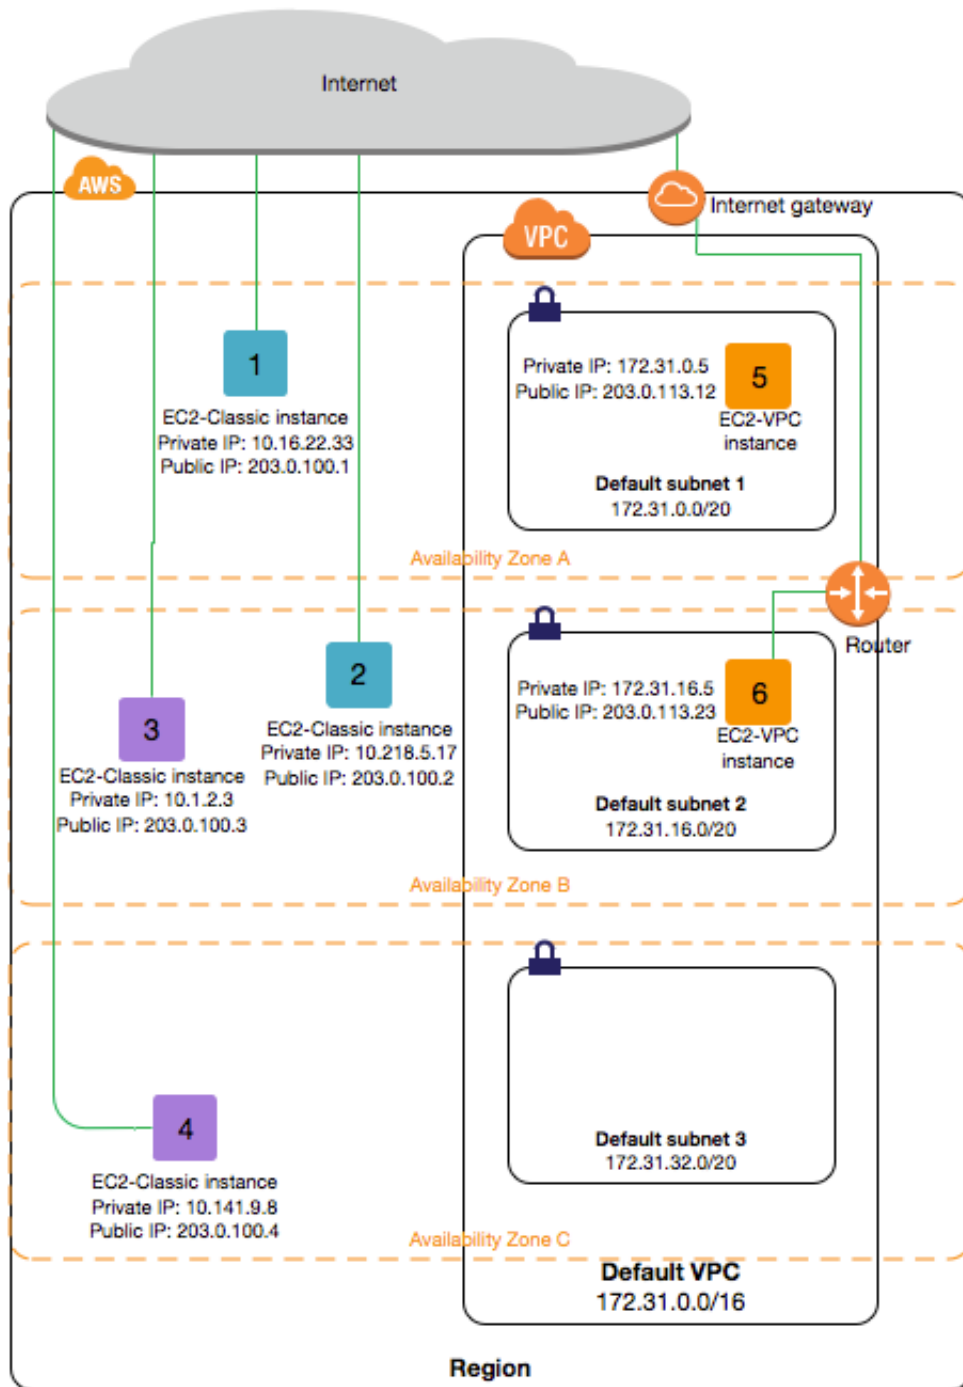 Internet
AWS
Internet gateway
VPC
1
EC2-Classic instance
Private IP: 10.16.22.33
Public IP: 203.0.100.1
Private IP: 172.31.0.5
Public IP: 203.0.113.12
5
EC2-VPC
instance
Default subnet 1
172.31.0.0/20
Availability Zone A
Router
2
EC2-Classic instance
Private IP: 10.218.5.17
Public IP: 203.0.100.2
3
EC2-Classic instance
Private IP: 10.1.2.3
Public IP: 203.0.100.3
Private IP: 172.31.16.5
Public IP: 203.0.113.23
6
EC2-VPC
instance
Default subnet 2
172.31.16.0/20
Availability Zone B
4
EC2-Classic instance
Private IP: 10.141.9.8
Public IP: 203.0.100.4
Default subnet 3
172.31.32.0/20
Availability Zone C
Default VPC
172.31.0.0/16
Region